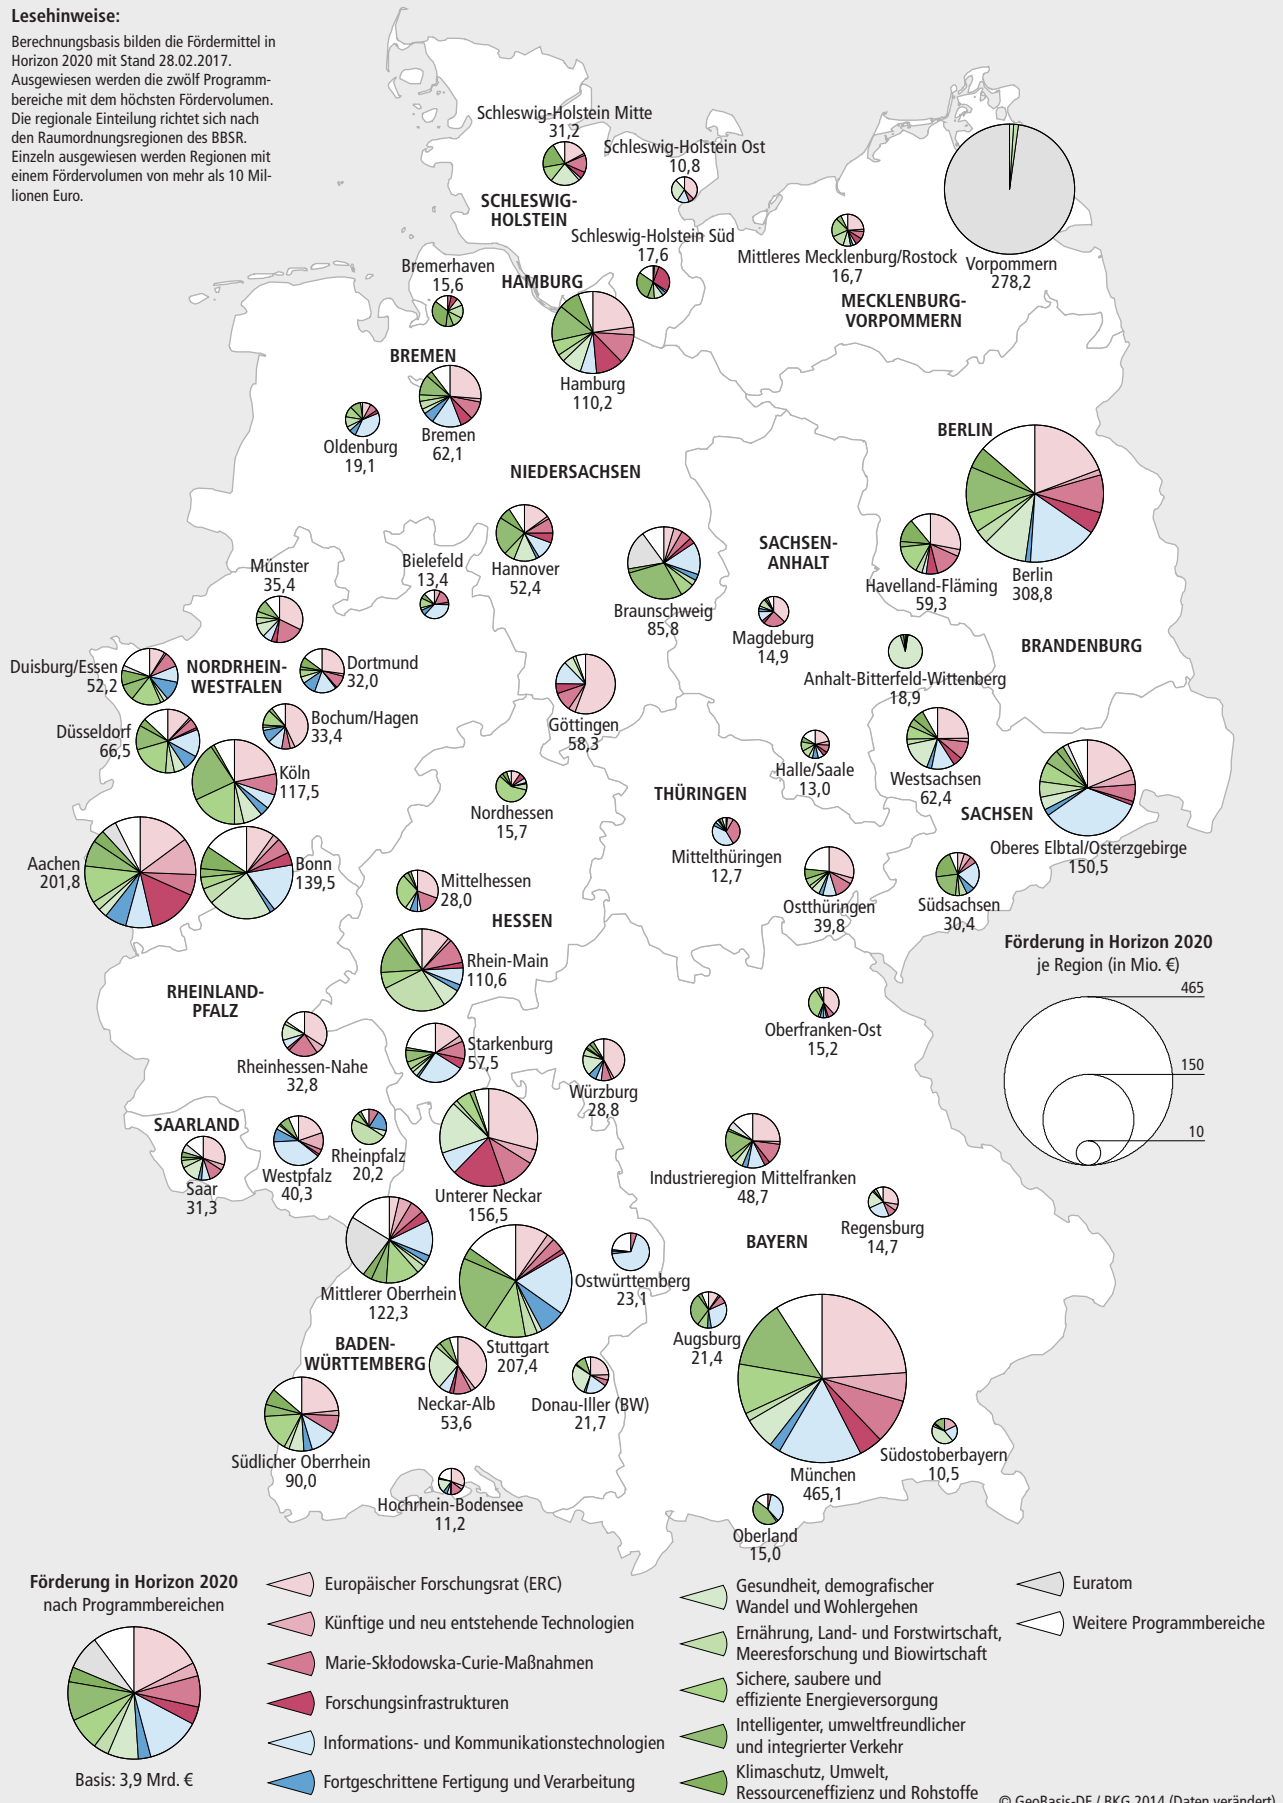 Lesehinweise:
Berechnungsbasis bilden die Fördermittel in
Horizon 2020 mit Stand 28.02.2017.
Ausgewiesen werden die zwölf Programm-
bereiche mit dem höchsten Fördervolumen.
Die regionale Einteilung richtet sich nach
den Raumordnungsregionen des BBSR.
Einzeln ausgewiesen werden Regionen mit
einem Fördervolumen von mehr als 10 Mil-
lionen Euro.
Schleswig-Holstein Mitte
31,2
Schleswig-Holstein Ost
10,8
SCHLESWIG-
HOLSTEIN
Schleswig-Holstein Süd
17,6
Mittleres Mecklenburg/Rostock
16,7
Vorpommern
278,2
MECKLENBURG-
VORPOMMERN
Bremerhaven
15,6
HAMBURG
Hamburg
110,2
BREMEN
Bremen
62,1
Oldenburg
19,1
NIEDERSACHSEN
BERLIN
Berlin
308,8
Havelland-Fläming
59,3
BRANDENBURG
SACHSEN-
ANHALT
Hannover
52,4
Braunschweig
85,8
Magdeburg
14,9
Anhalt-Bitterfeld-Wittenberg
18,9
Bielefeld
13,4
Münster
35,4
Duisburg/Essen
52,2
NORDRHEIN-
WESTFALEN
Dortmund
32,0
Düsseldorf
66,5
Bochum/Hagen
33,4
Köln
117,5
Göttingen
58,3
Halle/Saale
13,0
Westsachsen
62,4
SACHSEN
Oberes Elbtal/Osterzgebirge
150,5
Nordhessen
15,7
THÜRINGEN
Mittelthüringen
12,7
Ostthüringen
39,8
Südsachsen
30,4
Aachen
201,8
Bonn
139,5
Mittelhessen
28,0
HESSEN
Rhein-Main
110,6
RHEINLAND-
PFALZ
Rheinhessen-Nahe
32,8
Starkenburg
57,5
Würzburg
28,8
Oberfranken-Ost
15,2
Förderung in Horizon 2020
je Region (in Mio. €)
465
150
10
SAARLAND
Saar
31,3
Westpfalz
40,3
Rheinpfalz
20,2
Unterer Neckar
156,5
Industrieregion Mittelfranken
48,7
Regensburg
14,7
BAYERN
Mittlerer Oberrhein
122,3
Stuttgart
207,4
Ostwürttemberg
23,1
Augsburg
21,4
BADEN-
WÜRTTEMBERG
Neckar-Alb
53,6
Donau-Iller (BW)
21,7
Südlicher Oberrhein
90,0
Hochrhein-Bodensee
11,2
München
465,1
Südostoberbayern
10,5
Oberland
15,0
Förderung in Horizon 2020
nach Programmbereichen
Basis: 3,9 Mrd. €
Europäischer Forschungsrat (ERC)
Künftige und neu entstehende Technologien
Marie-Skłodowska-Curie-Maßnahmen
Forschungsinfrastrukturen
Informations- und Kommunikationstechnologien
Fortgeschrittene Fertigung und Verarbeitung
Gesundheit, demografischer
Wandel und Wohlergehen
Ernährung, Land- und Forstwirtschaft,
Meeresforschung und Biowirtschaft
Sichere, saubere und
effiziente Energieversorgung
Intelligenter, umweltfreundlicher
und integrierter Verkehr
Klimaschutz, Umwelt,
Ressourceneffizienz und Rohstoffe
Euratom
Weitere Programmbereiche
© GeoBasis-DE / BKG 2014 (Daten verändert)